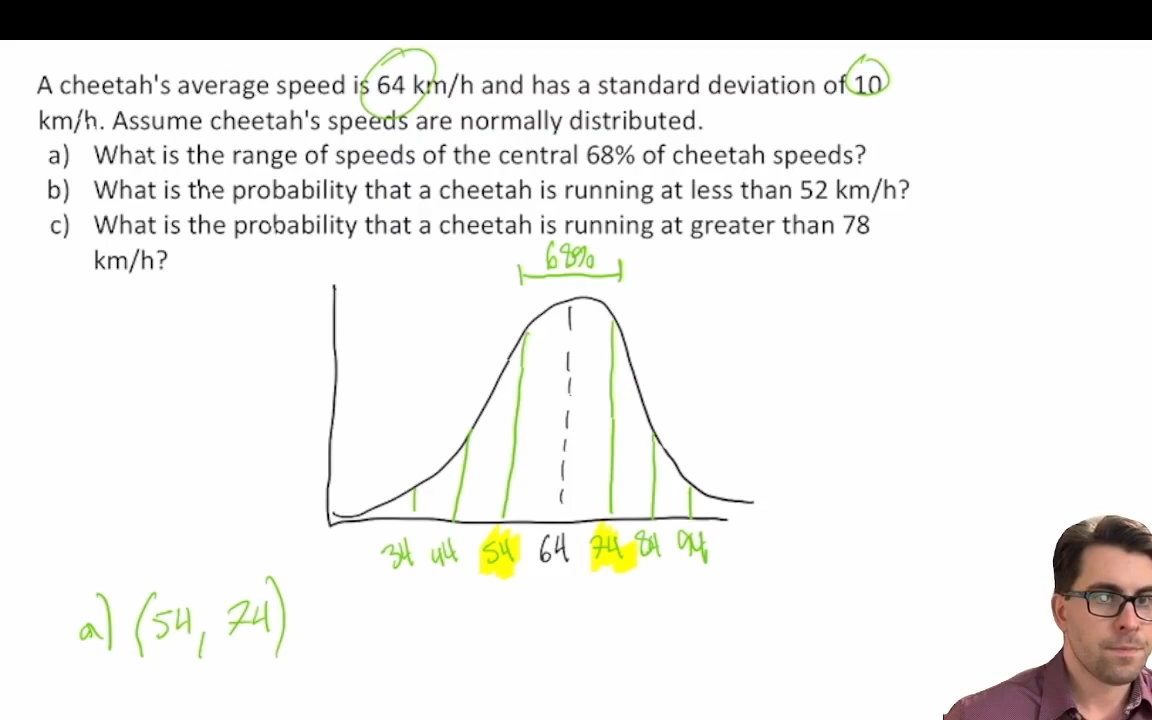 A cheetah's average speed is 64 km/h and has a standard deviation of 10
km/h. Assume cheetah's speeds are normally distributed.
a) What is the range of speeds of the central 68% of cheetah speeds?
b) What is the probability that a cheetah is running at less than 52 km/h?
c) What is the probability that a cheetah is running at greater than 78
km/h?
68%
34 44 54 64 74 84 94
a) (54, 74)